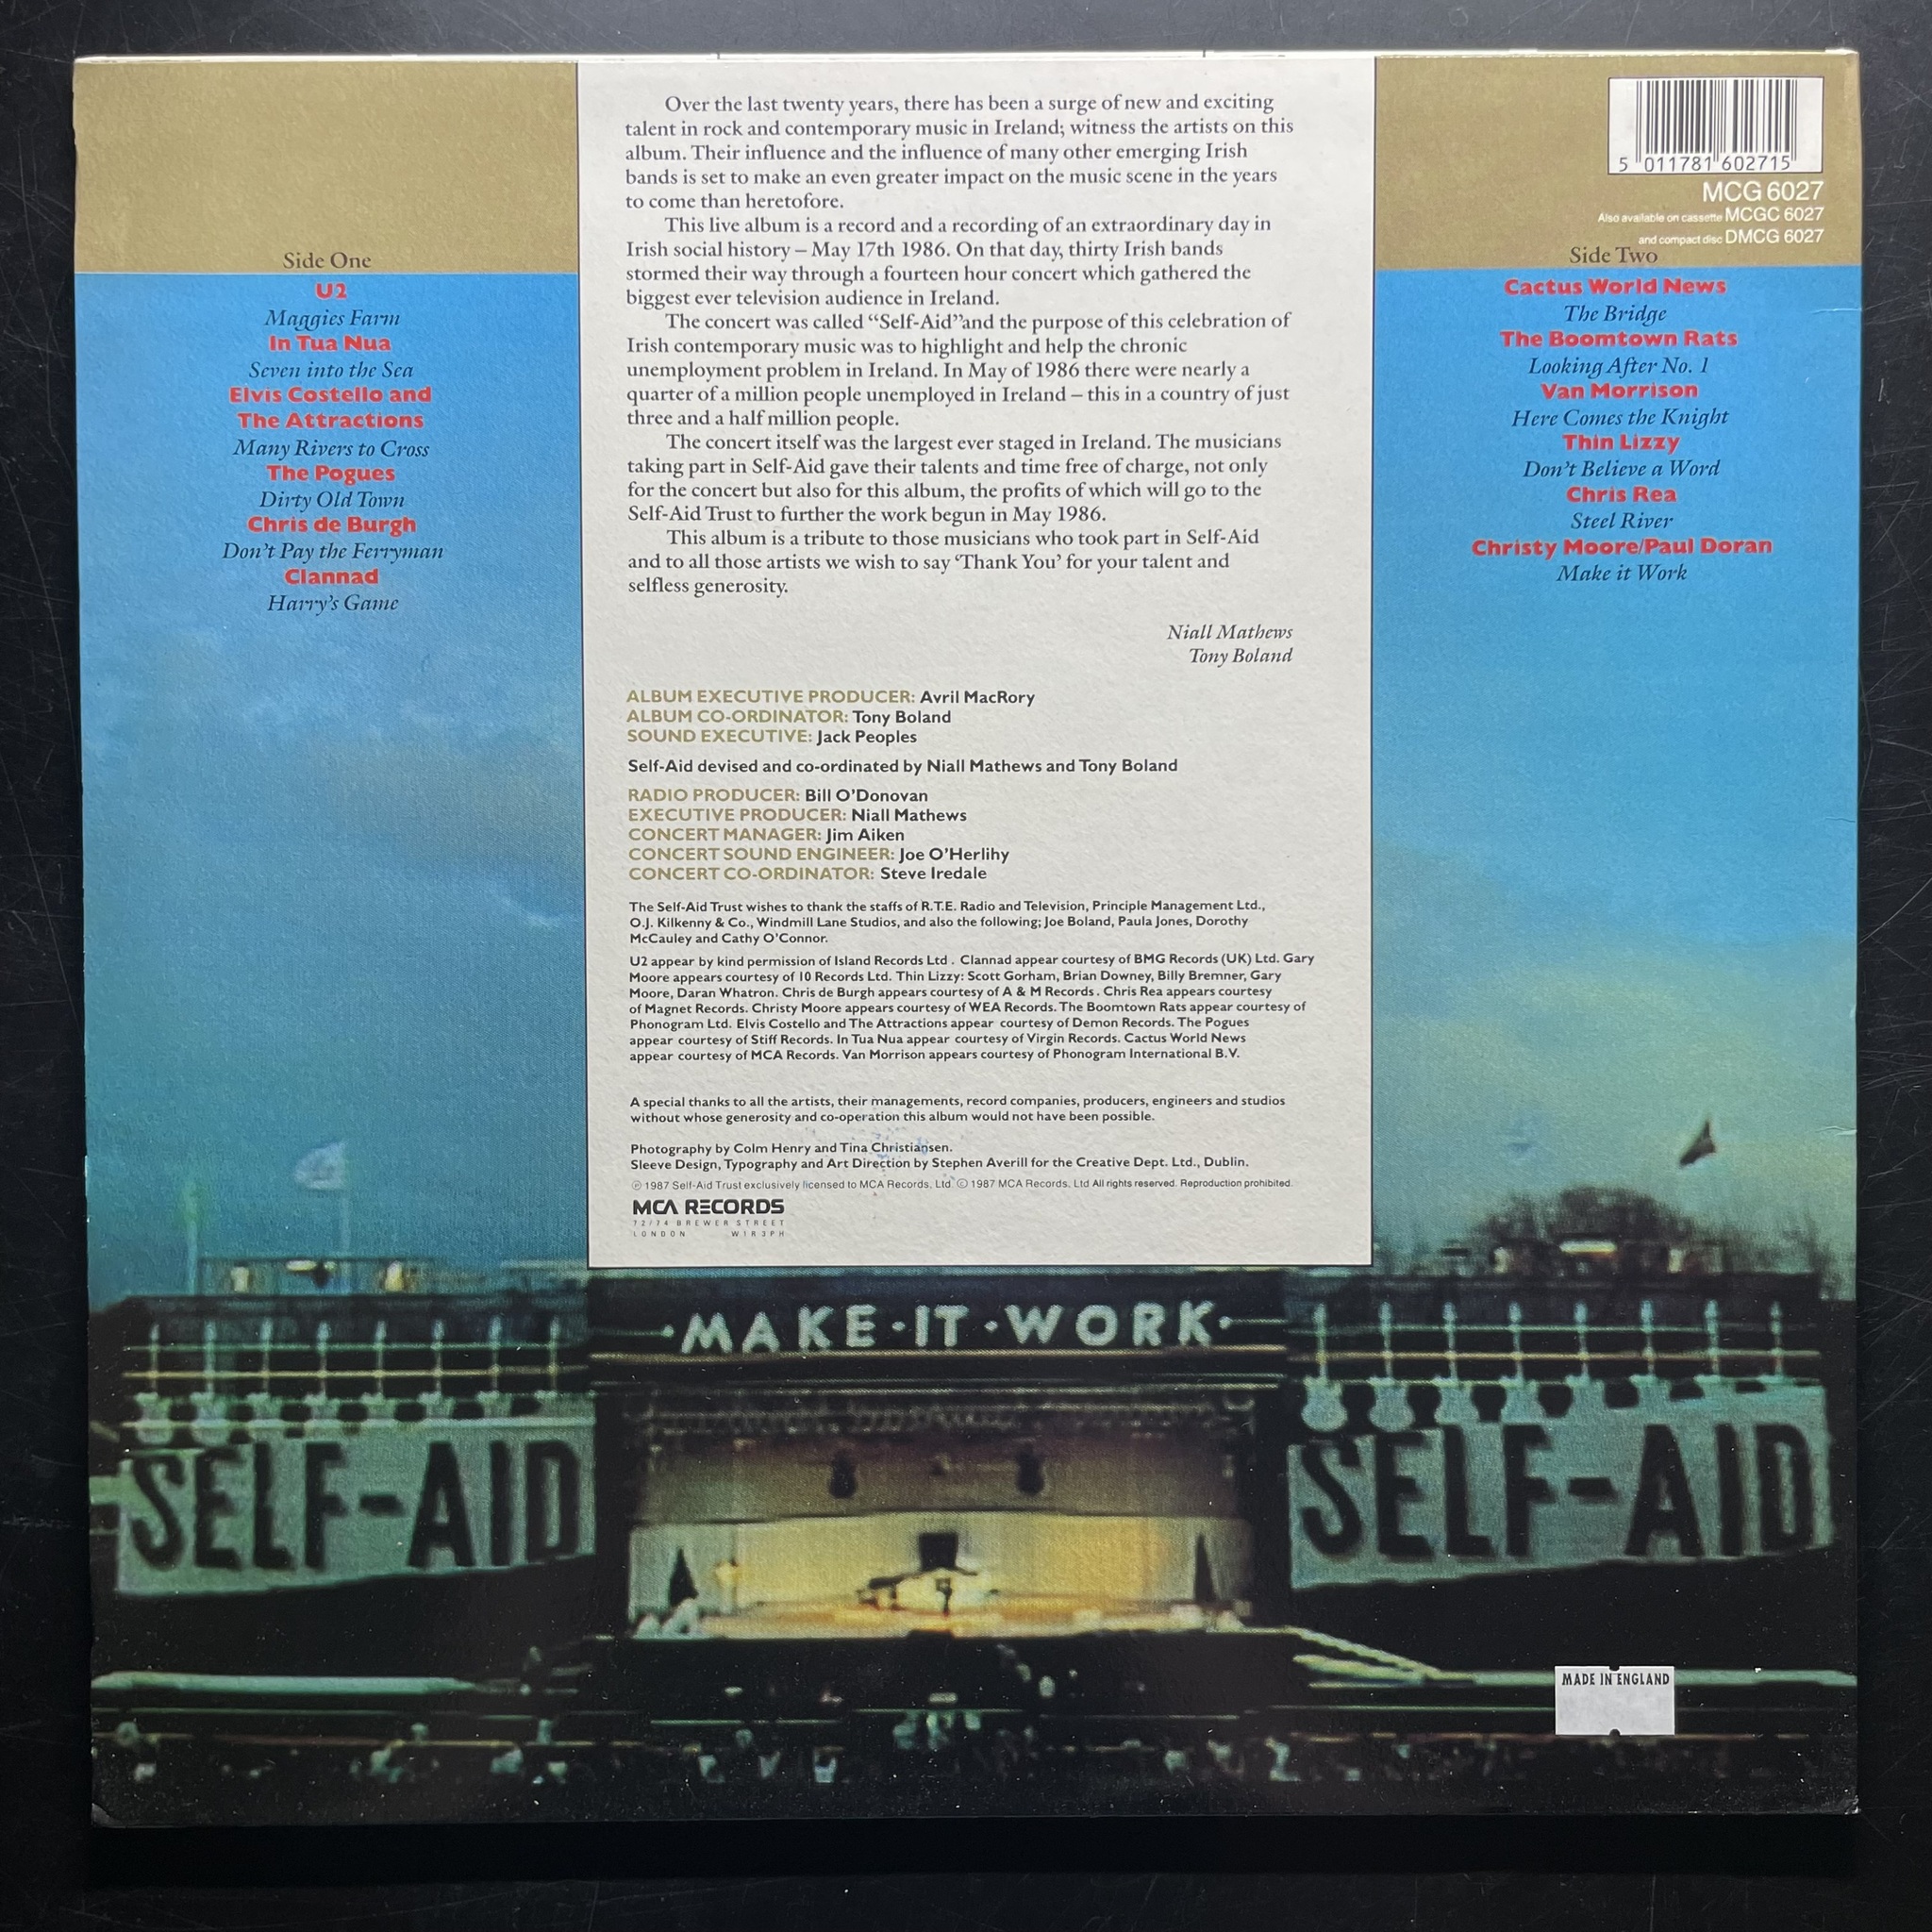 Over the last twenty years, there has been a surge of new and exciting
talent in rock and contemporary music in Ireland; witness the artists on this
album. Their influence and the influence of many other emerging Irish
bands is set to make an even greater impact on the music scene in the years
to come than heretofore.
This live album is a record and a recording of an extraordinary day in
Irish social history – May 17th 1986. On that day, thirty Irish bands
stormed their way through a fourteen hour concert which gathered the
biggest ever television audience in Ireland.
The concert was called “Self-Aid”and the purpose of this celebration of
Irish contemporary music was to highlight and help the chronic
unemployment problem in Ireland. In May of 1986 there were nearly a
quarter of a million people unemployed in Ireland – this in a country of just
three and a half million people.
The concert itself was the largest ever staged in Ireland. The musicians
taking part in Self-Aid gave their talents and time free of charge, not only
for the concert but also for this album, the profits of which will go to the
Self-Aid Trust to further the work begun in May 1986.
This album is a tribute to those musicians who took part in Self-Aid
and to all those artists we wish to say ‘Thank You’ for your talent and
selfless generosity.
Niall Mathews
Tony Boland
ALBUM EXECUTIVE PRODUCER: Avril MacRory
ALBUM CO-ORDINATOR: Tony Boland
SOUND EXECUTIVE: Jack Peoples
Self-Aid devised and co-ordinated by Niall Mathews and Tony Boland
RADIO PRODUCER: Bill O’Donovan
EXECUTIVE PRODUCER: Niall Mathews
CONCERT MANAGER: Jim Aiken
CONCERT SOUND ENGINEER: Joe O’Herlihy
CONCERT CO-ORDINATOR: Steve Iredale
The Self-Aid Trust wishes to thank the staffs of R.T.E. Radio and Television, Principle Management Ltd.,
O.J. Kilkenny & Co., Windmill Lane Studios, and also the following; Joe Boland, Paula Jones, Dorothy
McCauley and Cathy O’Connor.
U2 appear by kind permission of Island Records Ltd . Clannad appear courtesy of BMG Records (UK) Ltd. Gary
Moore appears courtesy of 10 Records Ltd. Thin Lizzy: Scott Gorham, Brian Downey, Billy Bremner, Gary
Moore, Daran Whatron. Chris de Burgh appears courtesy of A & M Records . Chris Rea appears courtesy
of Magnet Records. Christy Moore appears courtesy of WEA Records. The Boomtown Rats appear courtesy of
Phonogram Ltd. Elvis Costello and The Attractions appear courtesy of Demon Records. The Pogues
appear courtesy of Stiff Records. In Tua Nua appear courtesy of Virgin Records. Cactus World News
appear courtesy of MCA Records. Van Morrison appears courtesy of Phonogram International B.V.
A special thanks to all the artists, their managements, record companies, producers, engineers and studios
without whose generosity and co-operation this album would not have been possible.
Photography by Colm Henry and Tina Christiansen.
Sleeve Design, Typography and Art Direction by Stephen Averill for the Creative Dept. Ltd., Dublin.
℗ 1987 Self-Aid Trust exclusively licensed to MCA Records, Ltd © 1987 MCA Records, Ltd All rights reserved. Reproduction prohibited.
MCA RECORDS
72/74 BREWER STREET
LONDON W1R3PH
Side One
U2
Maggies Farm
In Tua Nua
Seven into the Sea
Elvis Costello and
The Attractions
Many Rivers to Cross
The Pogues
Dirty Old Town
Chris de Burgh
Don’t Pay the Ferryman
Clannad
Harry’s Game
5 011781 602715
MCG 6027
Also available on cassette MCGC 6027
and compact disc DMCG 6027
Side Two
Cactus World News
The Bridge
The Boomtown Rats
Looking After No. 1
Van Morrison
Here Comes the Knight
Thin Lizzy
Don’t Believe a Word
Chris Rea
Steel River
Christy Moore/Paul Doran
Make it Work
MAKE·IT·WORK
SELF-AID
SELF-AID
MADE IN ENGLAND